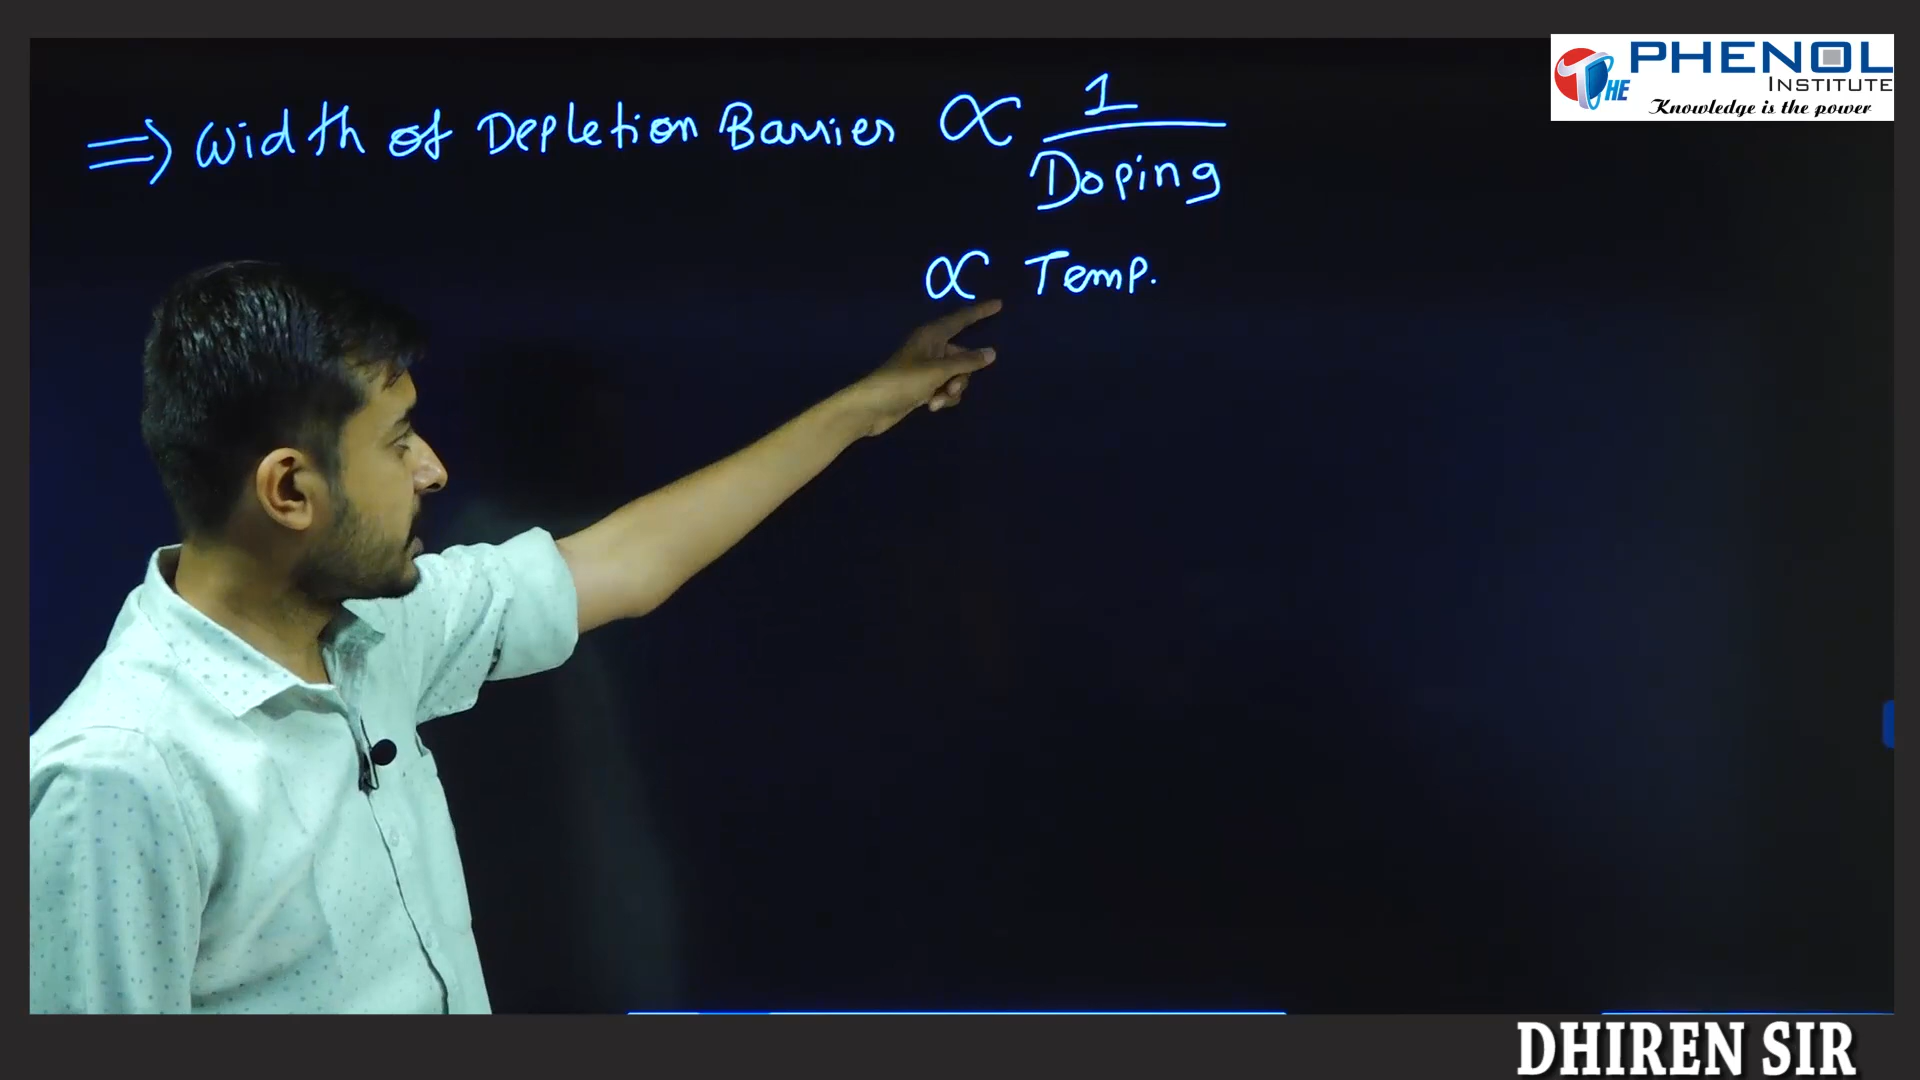 ⇒ Width of Depletion Barrier ∝ 1/Doping
∝ Temp.
THE PHENOL
INSTITUTE
Knowledge is the power
DHIREN SIR